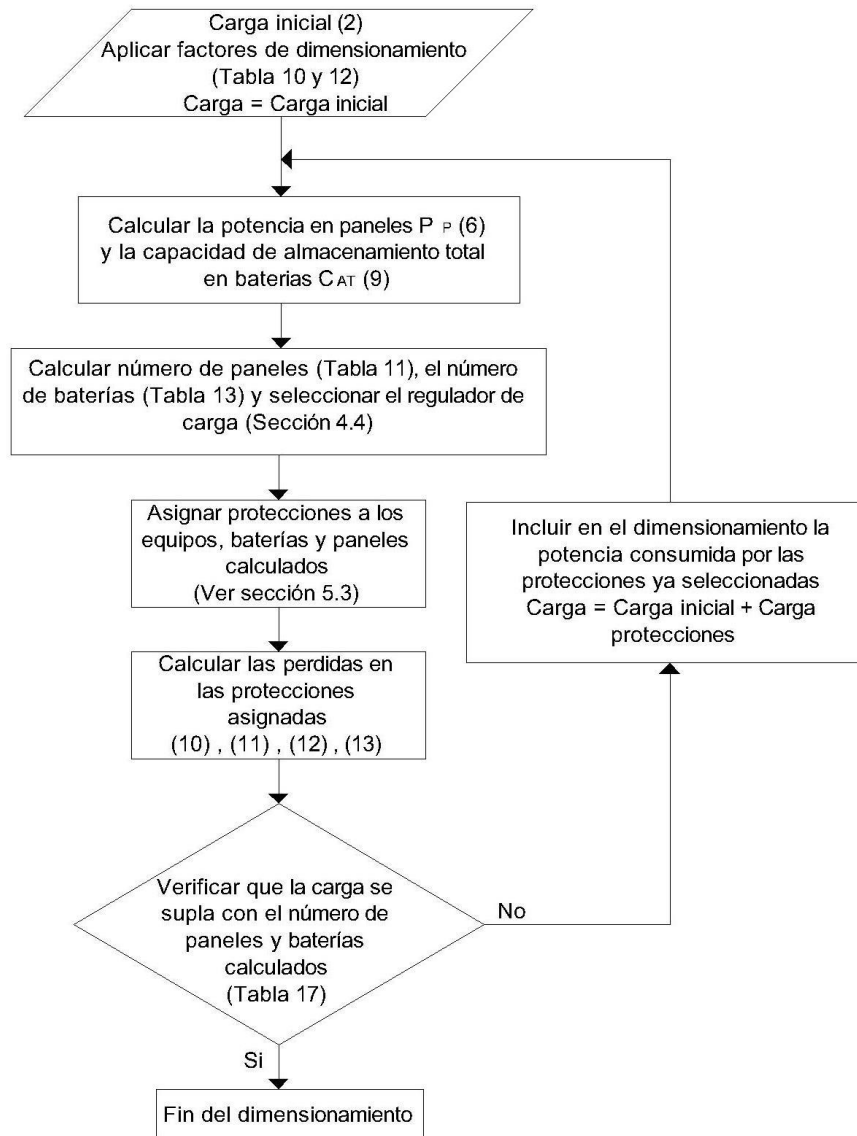 Carga inicial (2)
Aplicar factores de dimensionamiento
(Tabla 10 y 12)
Carga = Carga inicial
Calcular la potencia en paneles P P (6)
y la capacidad de almacenamiento total
en baterias CAT (9)
Calcular número de paneles (Tabla 11), el número
de baterías (Tabla 13) y seleccionar el regulador de
carga (Sección 4.4)
Asignar protecciones a los
equipos, baterías y paneles
calculados
(Ver sección 5.3)
Calcular las perdidas en
las protecciones
asignadas
(10) , (11) , (12) , (13)
Verificar que la carga se
supla con el número de
paneles y baterías
calculados
(Tabla 17)
No
Incluir en el dimensionamiento la
potencia consumida por las
protecciones ya seleccionadas
Carga = Carga inicial + Carga
protecciones
Si
Fin del dimensionamiento